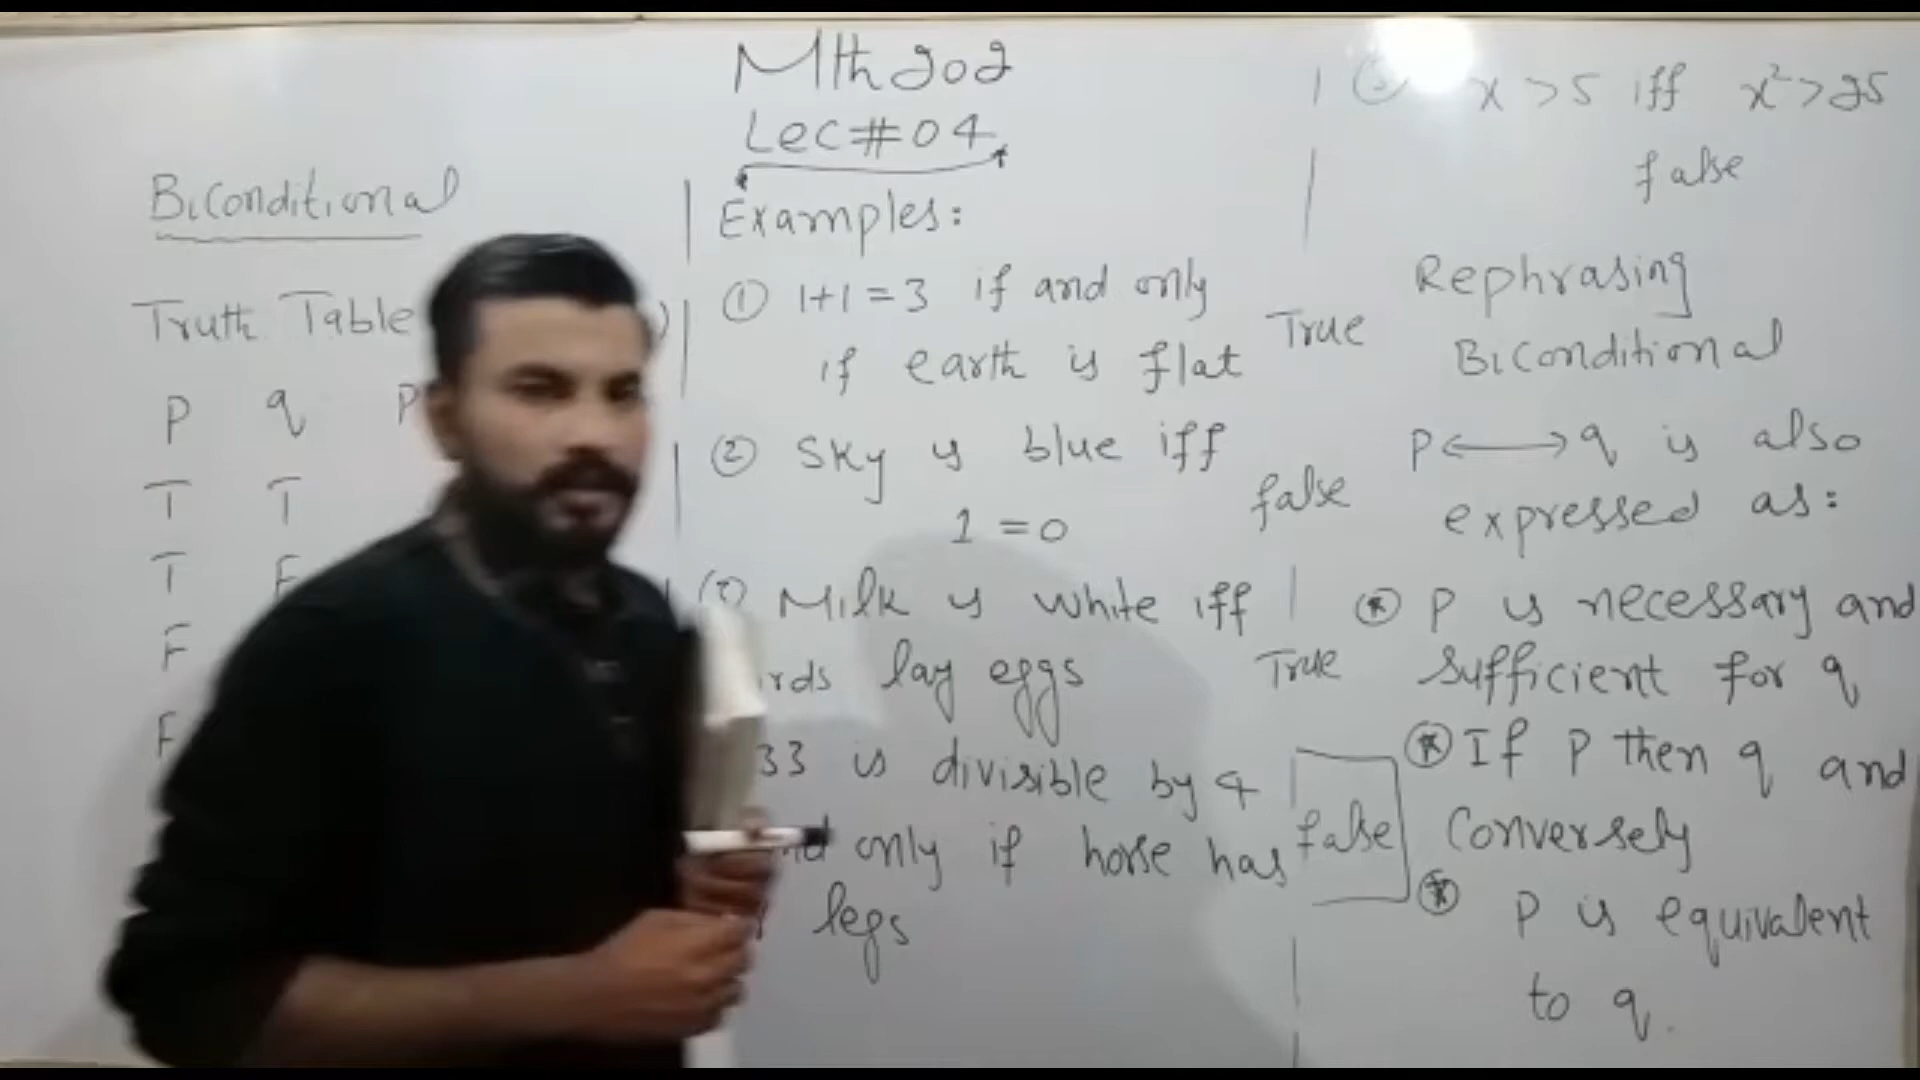 Mth202
Lec#04
Biconditional
Truth Table
p q p
T T
T F
F
F
Examples:
① 1+1=3 if and only
if earth is flat True
② Sky is blue iff
1=0 false
Milk is white iff
lay eggs True
33 is divisible by 4
only if horse has false
legs
x>5 iff x²>25
false
Rephrasing
Biconditional
p⟷q is also
expressed as:
⊛ p is necessary and
sufficient for q
⊛ If p then q and
Conversely
⊛ p is equivalent
to q.